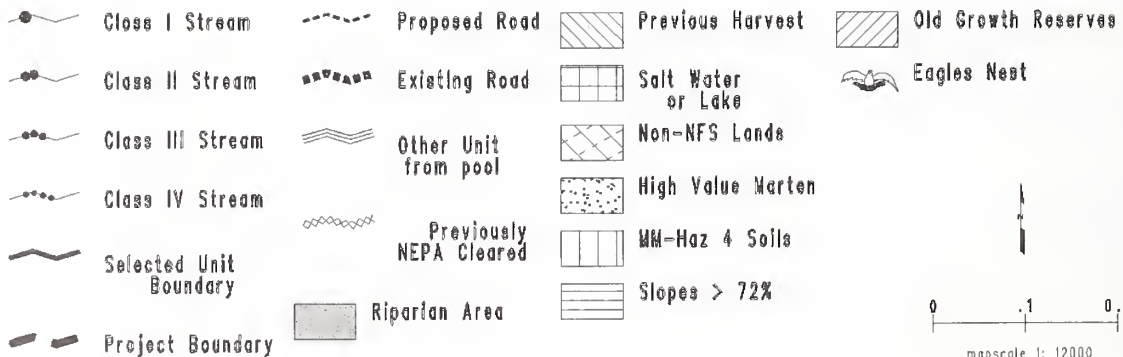 Class I Stream
Class II Stream
Class III Stream
Class IV Stream
Selected Unit
Boundary
Project Boundary
Proposed Road
Existing Road
Other Unit
from pool
Previously
NEPA Cleared
Riparian Area
Previous Harvest
Salt Water
or Lake
Non-NFS Lands
High Value Marten
MM-Haz 4 Soils
Slopes > 72%
Old Growth Reserves
Eagles Nest
N
0 .1 0.
mapscale 1: 12000